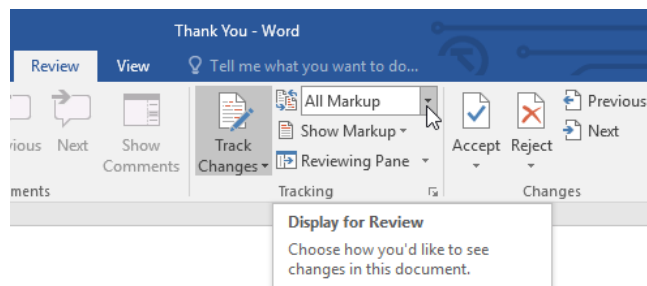 Thank You - Word
Review View Tell me what you want to do...
Next
Show Comments
Track Changes
All Markup
Show Markup
Reviewing Pane
Tracking
Accept
Reject
Previous
Next
Changes
Display for Review
Choose how you'd like to see
changes in this document.